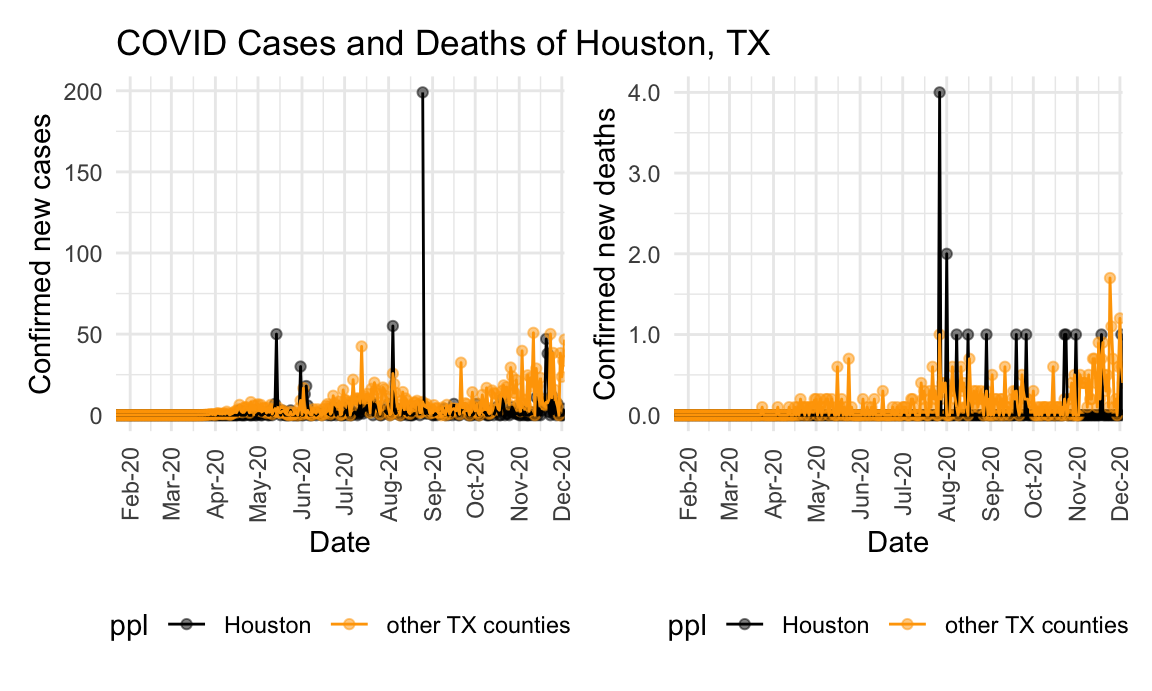 COVID Cases and Deaths of Houston, TX
Confirmed new cases
200
150
100
50
0
Feb-20
Mar-20
Apr-20
May-20
Jun-20
Jul-20
Aug-20
Sep-20
Oct-20
Nov-20
Dec-20
Date
ppl Houston other TX counties
Confirmed new deaths
4.0
3.0
2.0
1.0
0.0
Feb-20
Mar-20
Apr-20
May-20
Jun-20
Jul-20
Aug-20
Sep-20
Oct-20
Nov-20
Dec-20
Date
ppl Houston other TX counties